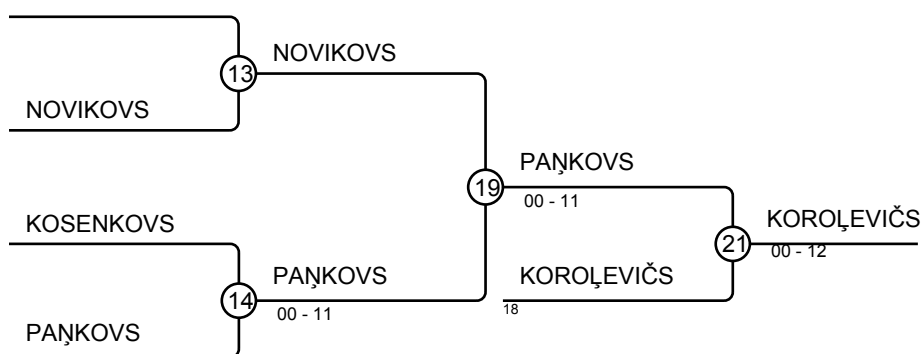 NOVIKOVS
13
NOVIKOVS
PAŅKOVS
19
00 - 11
KOSENKOVS
KOROĻEVIČS
21
00 - 12
PAŅKOVS
KOROĻEVIČS
14
00 - 11
18
PAŅKOVS